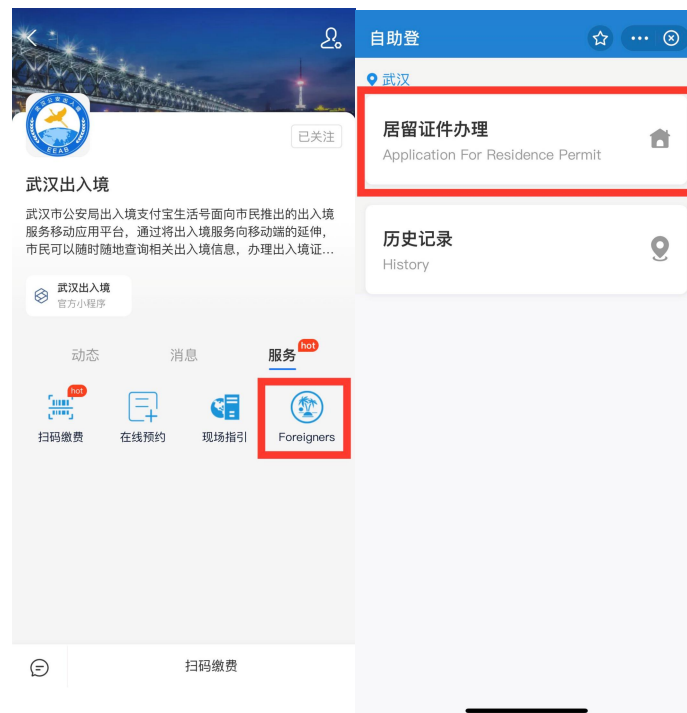 已关注
武汉出入境
武汉市公安局出入境支付宝生活号面向市民推出的出入境
服务移动应用平台，通过将出入境服务向移动端的延伸，
市民可以随时随地查询相关出入境信息，办理出入境证…
武汉出入境
官方小程序
动态
消息
服务
hot
hot
扫码缴费
在线预约
现场指引
Foreigners
扫码缴费
自助登
武汉
居留证件办理
Application For Residence Permit
历史记录
History